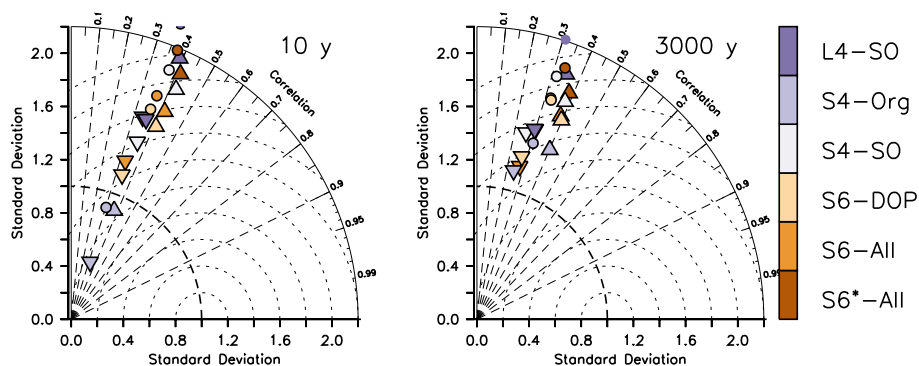 10 y
3000 y
0.1
0.2
0.3
0.4
0.5
0.6
Correlation
0.7
0.8
0.9
0.95
0.99
2.0
1.6
1.2
0.8
0.4
0.0
Standard Deviation
0.0 0.4 0.8 1.2 1.6 2.0
Standard Deviation
0.1
0.2
0.3
0.4
0.5
0.6
Correlation
0.7
0.8
0.9
0.95
0.99
2.0
1.6
1.2
0.8
0.4
0.0
Standard Deviation
0.0 0.4 0.8 1.2 1.6 2.0
Standard Deviation
L4-SO
S4-Org
S4-SO
S6-DOP
S6-All
S6*-All